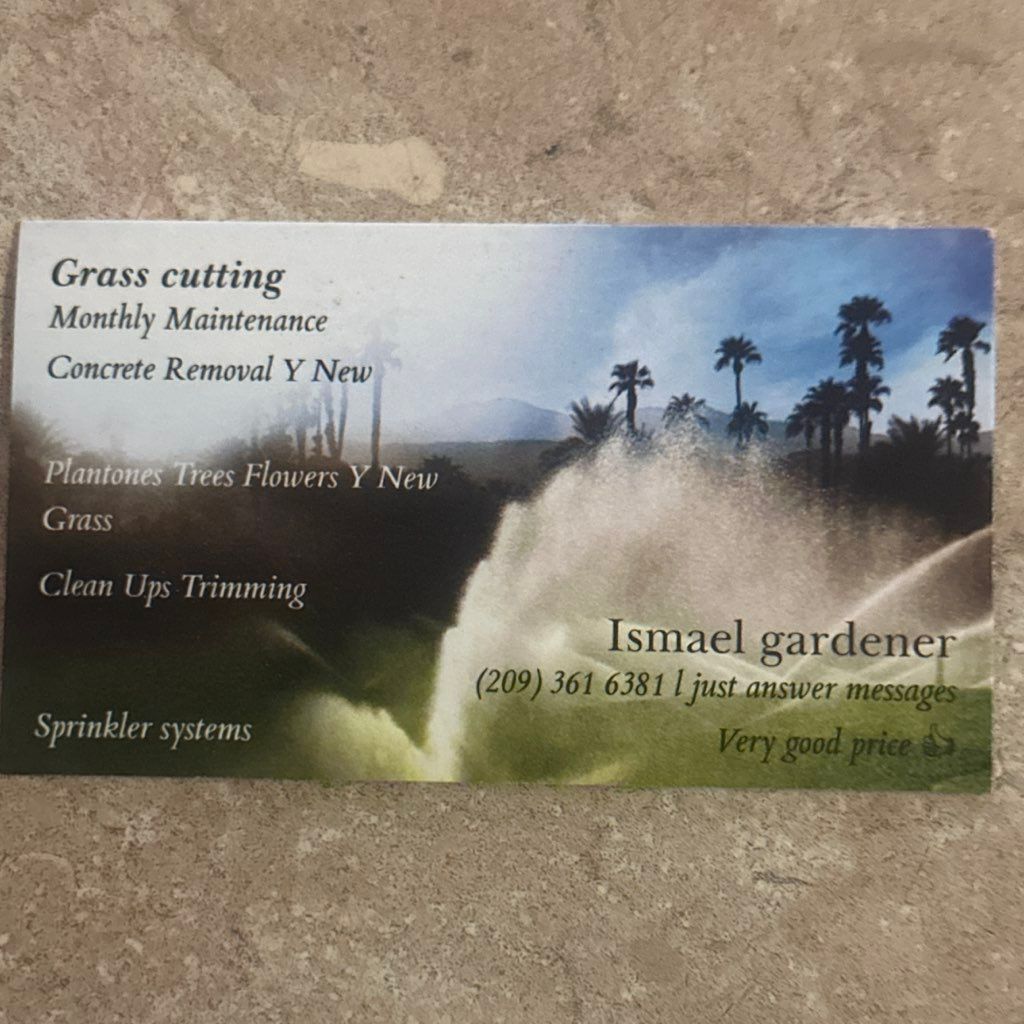 Grass cutting
Monthly Maintenance
Concrete Removal Y New
Plantones Trees Flowers Y New
Grass
Clean Ups Trimming
Sprinkler systems
Ismael gardener
(209) 361 6381 l just answer messages
Very good price 👍